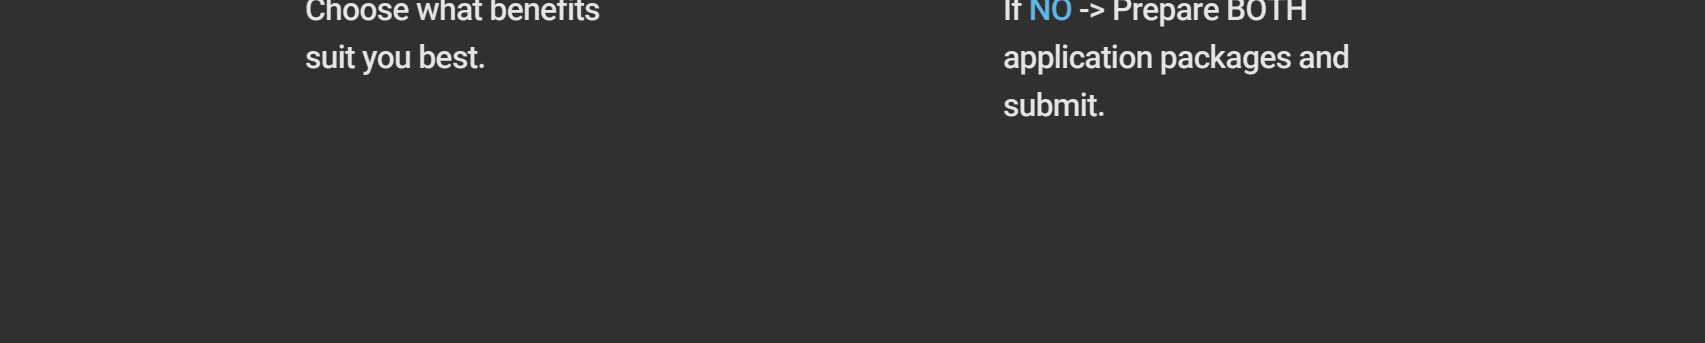 Choose what benefits
suit you best.
If NO -> Prepare BOTH
application packages and
submit.